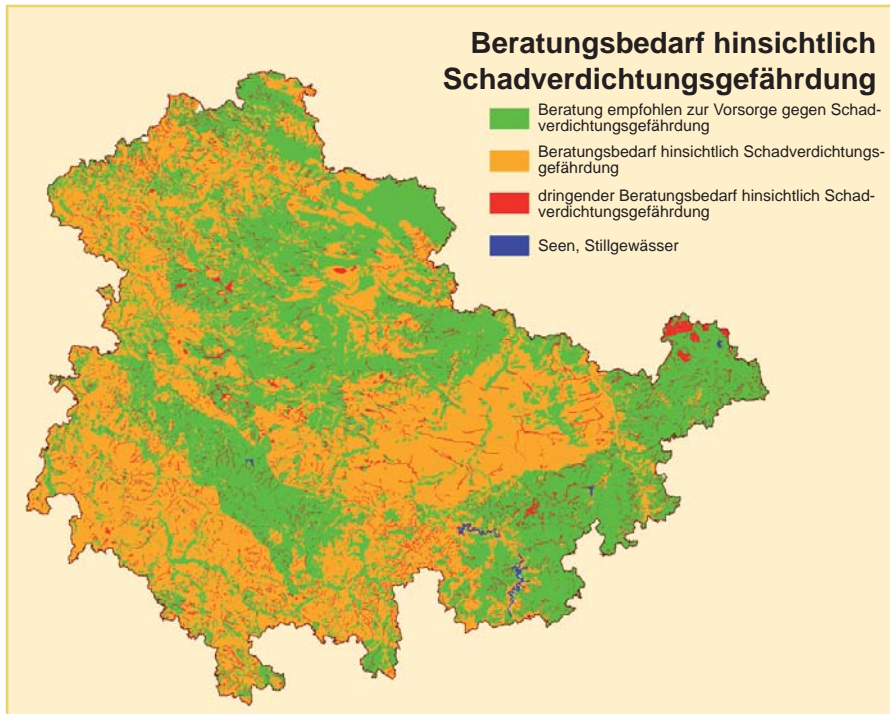 Beratungsbedarf hinsichtlich
Schadverdichtungsgefährdung
Beratung empfohlen zur Vorsorge gegen Schad-
verdichtungsgefährdung
Beratungsbedarf hinsichtlich Schadverdichtungs-
gefährdung
dringender Beratungsbedarf hinsichtlich Schad-
verdichtungsgefährdung
Seen, Stillgewässer